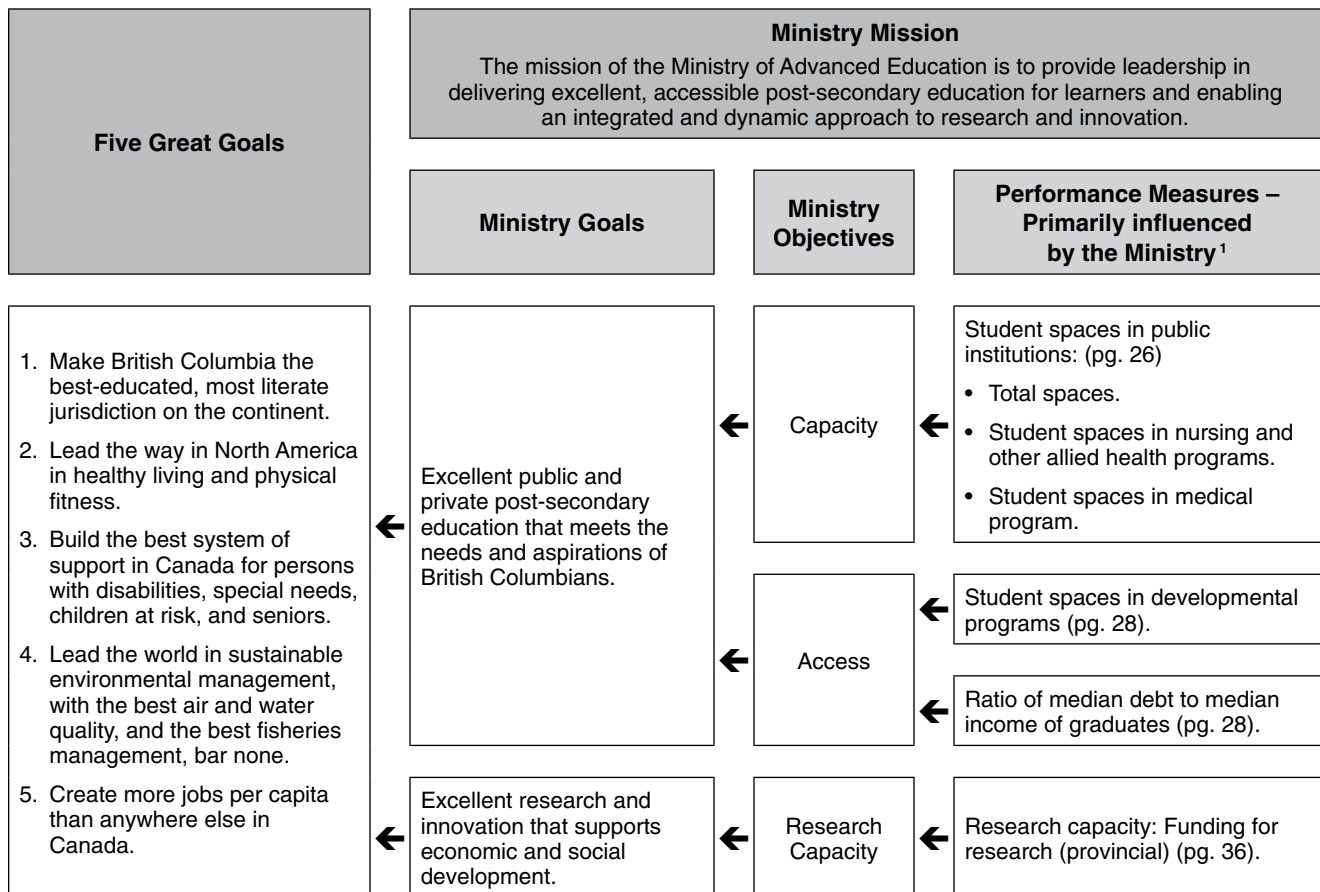 Five Great Goals
Ministry Mission
The mission of the Ministry of Advanced Education is to provide leadership in
delivering excellent, accessible post-secondary education for learners and enabling
an integrated and dynamic approach to research and innovation.
Ministry Goals
Ministry
Objectives
Performance Measures –
Primarily influenced
by the Ministry¹
1. Make British Columbia the
best-educated, most literate
jurisdiction on the continent.
2. Lead the way in North America
in healthy living and physical
fitness.
3. Build the best system of
support in Canada for persons
with disabilities, special needs,
children at risk, and seniors.
4. Lead the world in sustainable
environmental management,
with the best air and water
quality, and the best fisheries
management, bar none.
5. Create more jobs per capita
than anywhere else in
Canada.
Excellent public and
private post-secondary
education that meets the
needs and aspirations of
British Columbians.
Capacity
Student spaces in public
institutions: (pg. 26)
• Total spaces.
• Student spaces in nursing and
other allied health programs.
• Student spaces in medical
program.
Access
Student spaces in developmental
programs (pg. 28).
Ratio of median debt to median
income of graduates (pg. 28).
Excellent research and
innovation that supports
economic and social
development.
Research
Capacity
Research capacity: Funding for
research (provincial) (pg. 36).